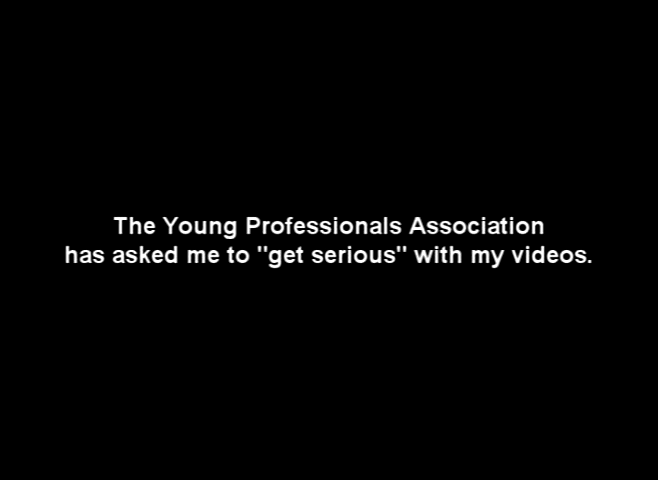 The Young Professionals Association
has asked me to "get serious" with my videos.